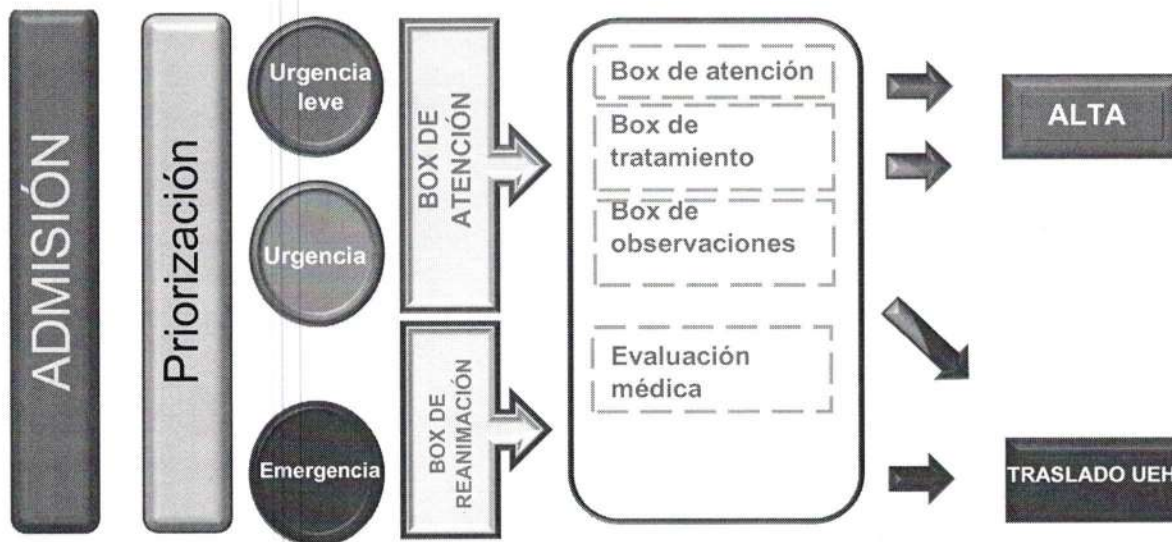 ADMISIÓN
Priorización
Urgencia
leve
Urgencia
Emergencia
BOX DE
ATENCIÓN
BOX DE
REANIMACIÓN
Box de atención
Box de
tratamiento
Box de
observaciones
Evaluación
médica
ALTA
TRASLADO UEH